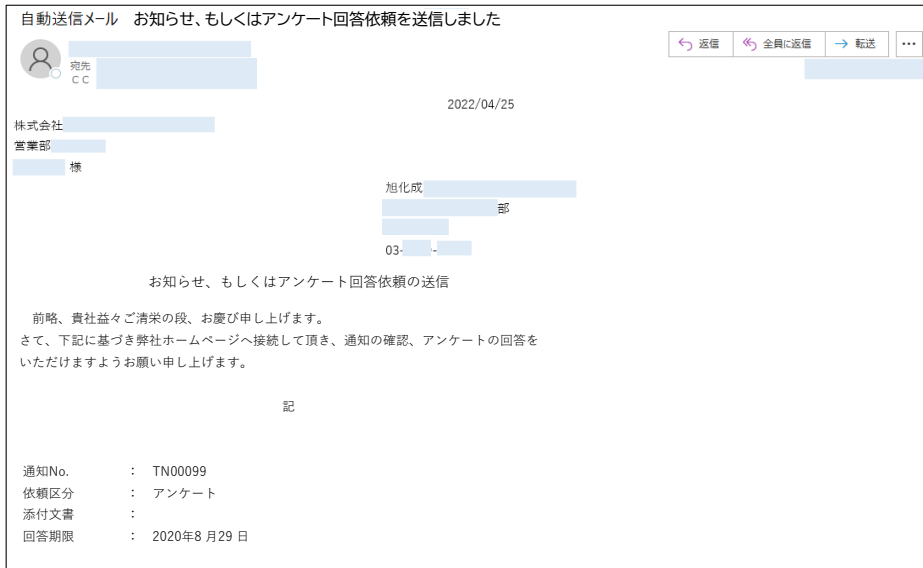 自動送信メール　お知らせ、もしくはアンケート回答依頼を送信しました
返信 全員に返信 転送 …
宛先
ＣＣ
2022/04/25
株式会社
営業部
様
旭化成
部
03- -
お知らせ、もしくはアンケート回答依頼の送信
前略、貴社益々ご清栄の段、お慶び申し上げます。
さて、下記に基づき弊社ホームページへ接続して頂き、通知の確認、アンケートの回答を
いただけますようお願い申し上げます。
記
通知No. ： TN00099
依頼区分 ： アンケート
添付文書 ：
回答期限 ： 2020年8 月29 日